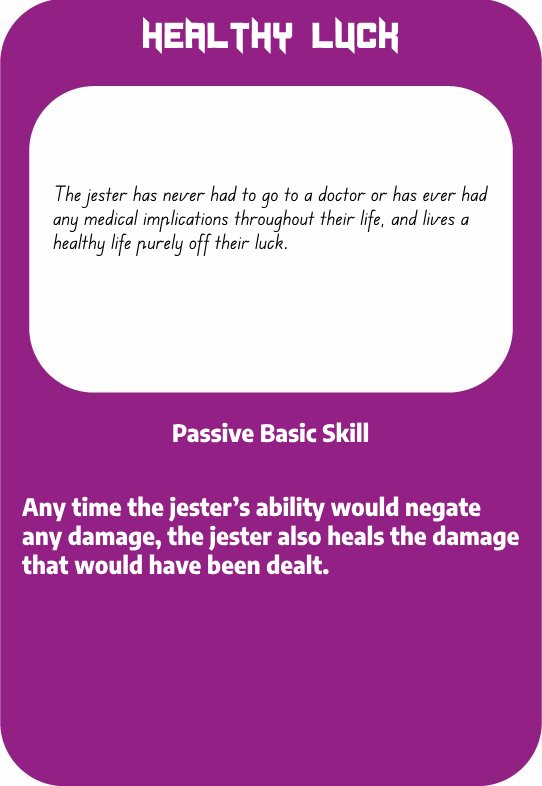 HEALTHY LUCK
The jester has never had to go to a doctor or has ever had
any medical implications throughout their life, and lives a
healthy life purely off their luck.
Passive Basic Skill
Any time the jester’s ability would negate
any damage, the jester also heals the damage
that would have been dealt.